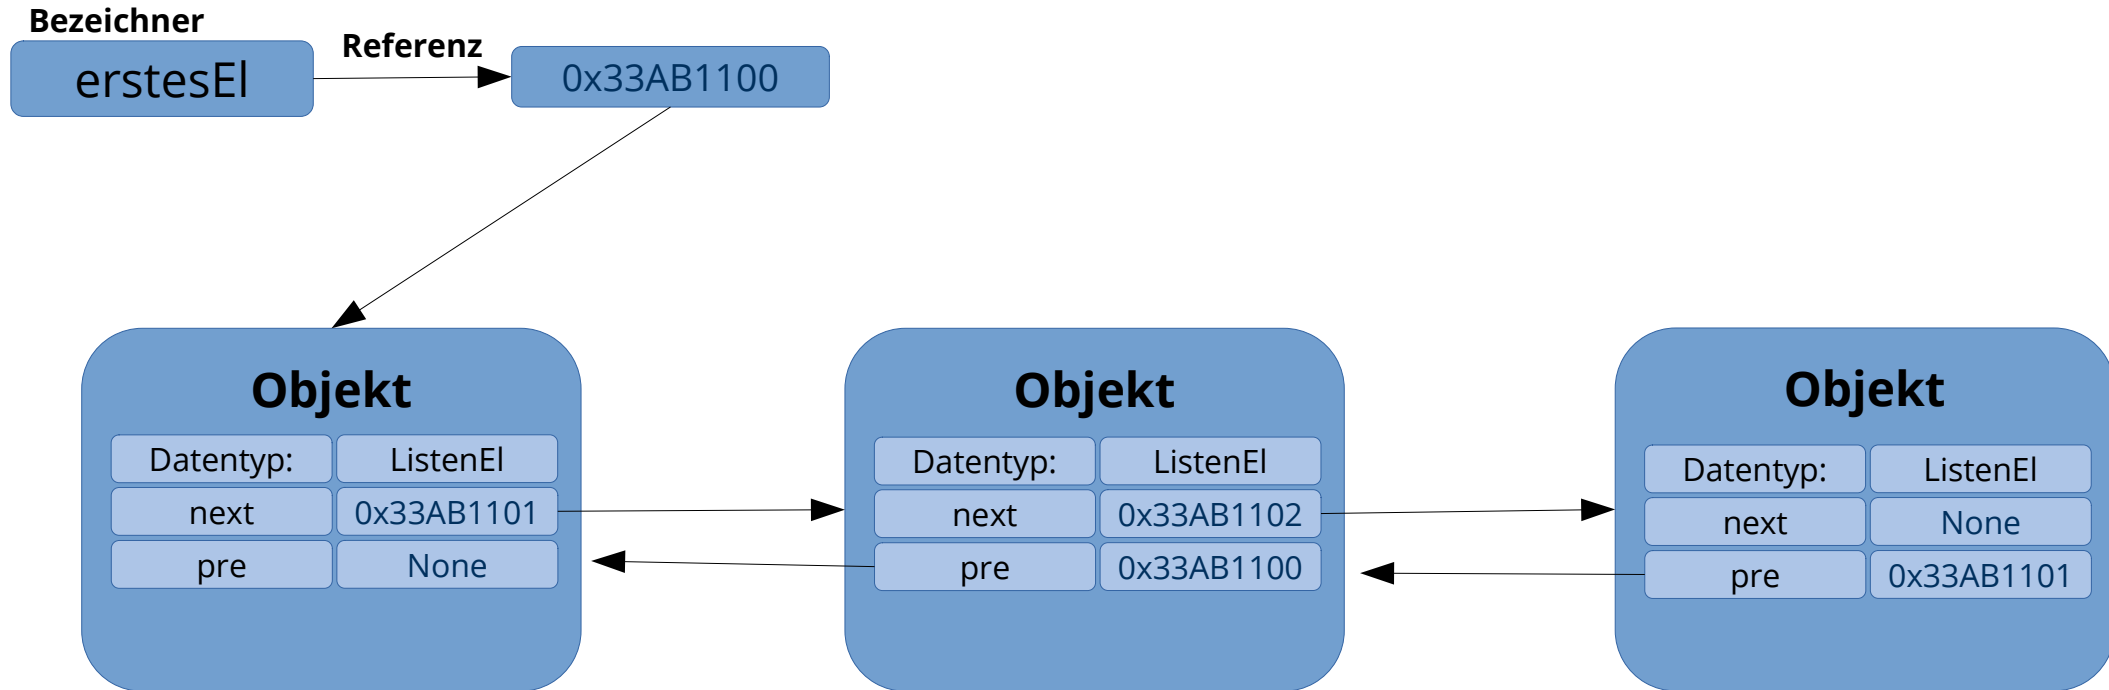 Bezeichner
erstesEl
Referenz
0x33AB1100
Objekt
Datentyp: ListenEl
next 0x33AB1101
pre None
Objekt
Datentyp: ListenEl
next 0x33AB1102
pre 0x33AB1100
Objekt
Datentyp: ListenEl
next None
pre 0x33AB1101